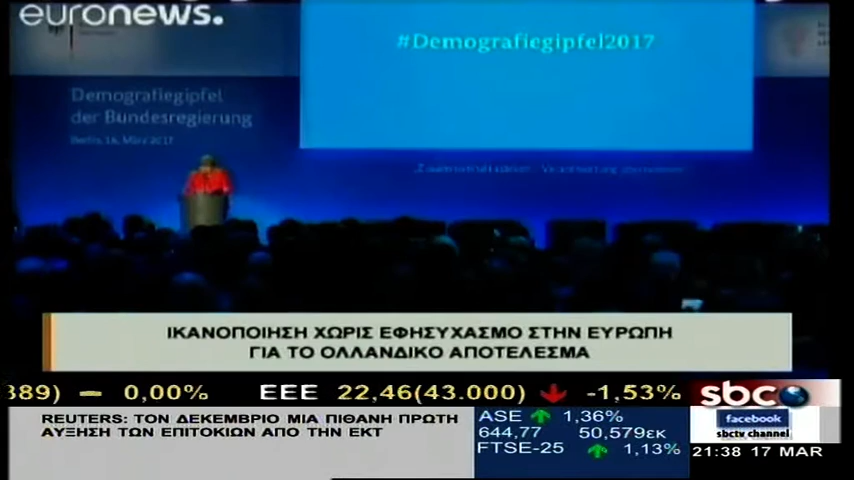 euronews.
#Demografiegipfel2017
Demografiegipfel
der Bundesregierung
Berlin, 16. März 2017
ΙΚΑΝΟΠΟΙΗΣΗ ΧΩΡΙΣ ΕΦΗΣΥΧΑΣΜΟ ΣΤΗΝ ΕΥΡΩΠΗ
ΓΙΑ ΤΟ ΟΛΛΑΝΔΙΚΟ ΑΠΟΤΕΛΕΣΜΑ
389) 0,00% ΕΕΕ 22,46(43.000) -1,53%
sbc
facebook
sbctv channel
REUTERS: ΤΟΝ ΔΕΚΕΜΒΡΙΟ ΜΙΑ ΠΙΘΑΝΗ ΠΡΩΤΗ
ΑΥΞΗΣΗ ΤΩΝ ΕΠΙΤΟΚΙΩΝ ΑΠΟ ΤΗΝ ΕΚΤ
ASE 1,36%
644,77 50,579εκ
FTSE-25 1,13%
21:38 17 MAR